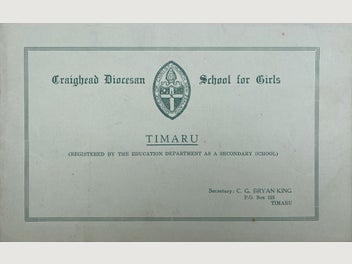 Craighead Diocesan School for Girls
TIMARU
(REGISTERED BY THE EDUCATION DEPARTMENT AS A SECONDARY SCHOOL)
Secretary: C. G. BRYAN KING
P.O. Box 125
TIMARU